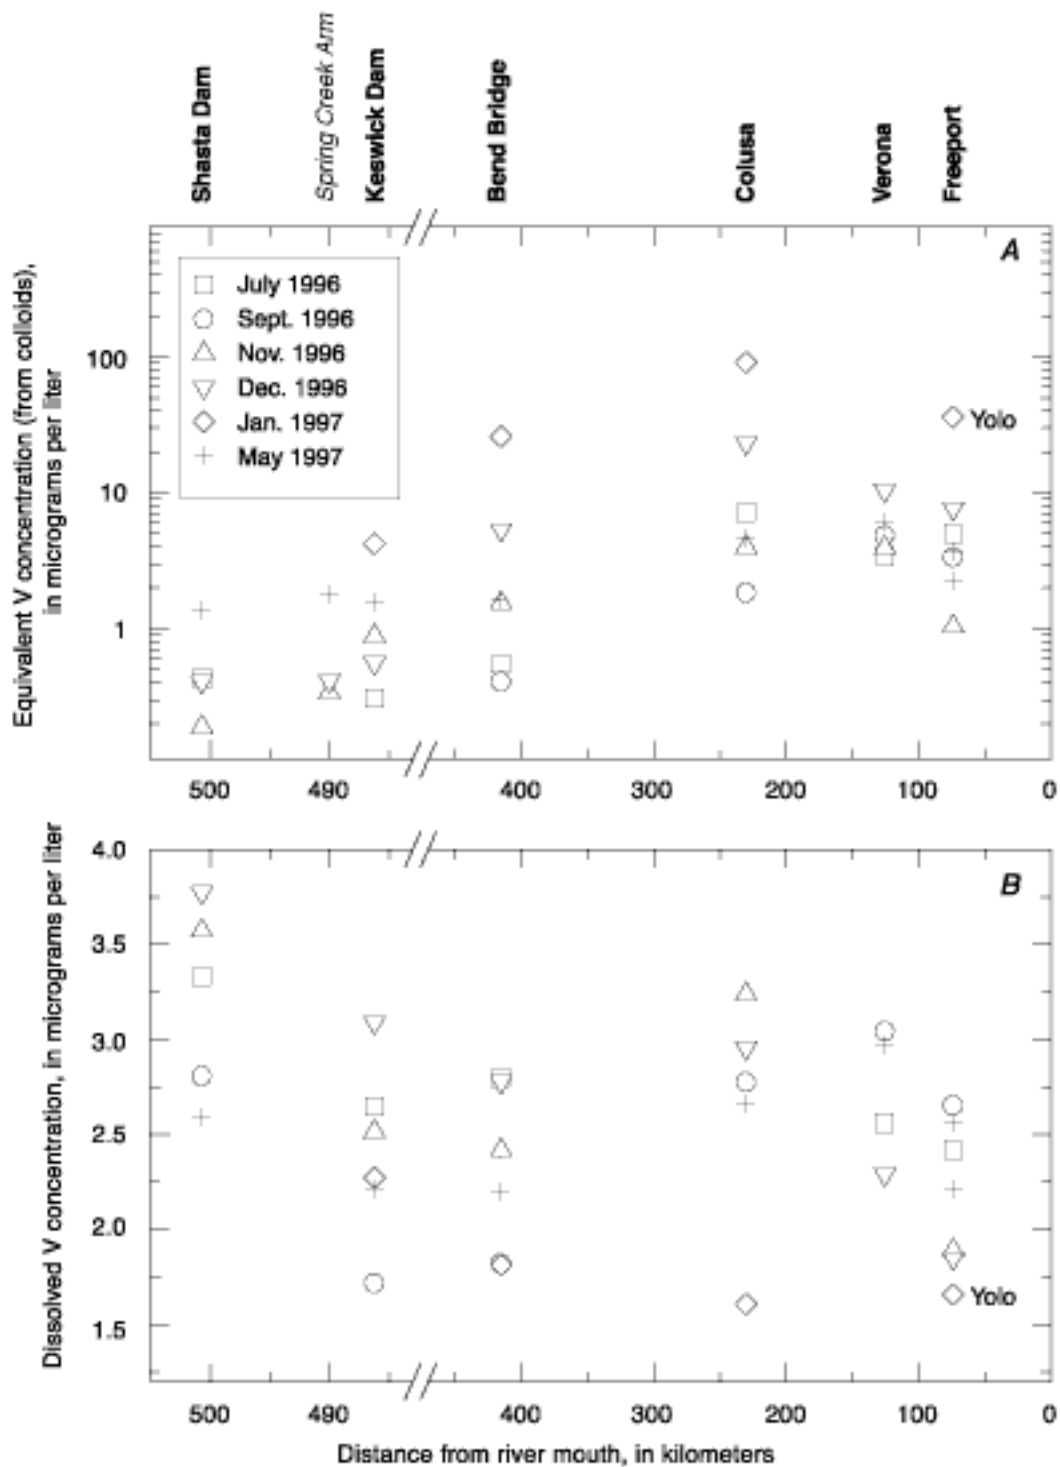 Shasta Dam
Spring Creek Arm
Keswick Dam
Bend Bridge
Colusa
Verona
Freeport
A
Equivalent V concentration (from colloids),
in micrograms per liter
July 1996
Sept. 1996
Nov. 1996
Dec. 1996
Jan. 1997
May 1997
100
10
1
Yolo
500
490
400
300
200
100
0
B
Dissolved V concentration, in micrograms per liter
4.0
3.5
3.0
2.5
2.0
1.5
Yolo
500
490
400
300
200
100
0
Distance from river mouth, in kilometers